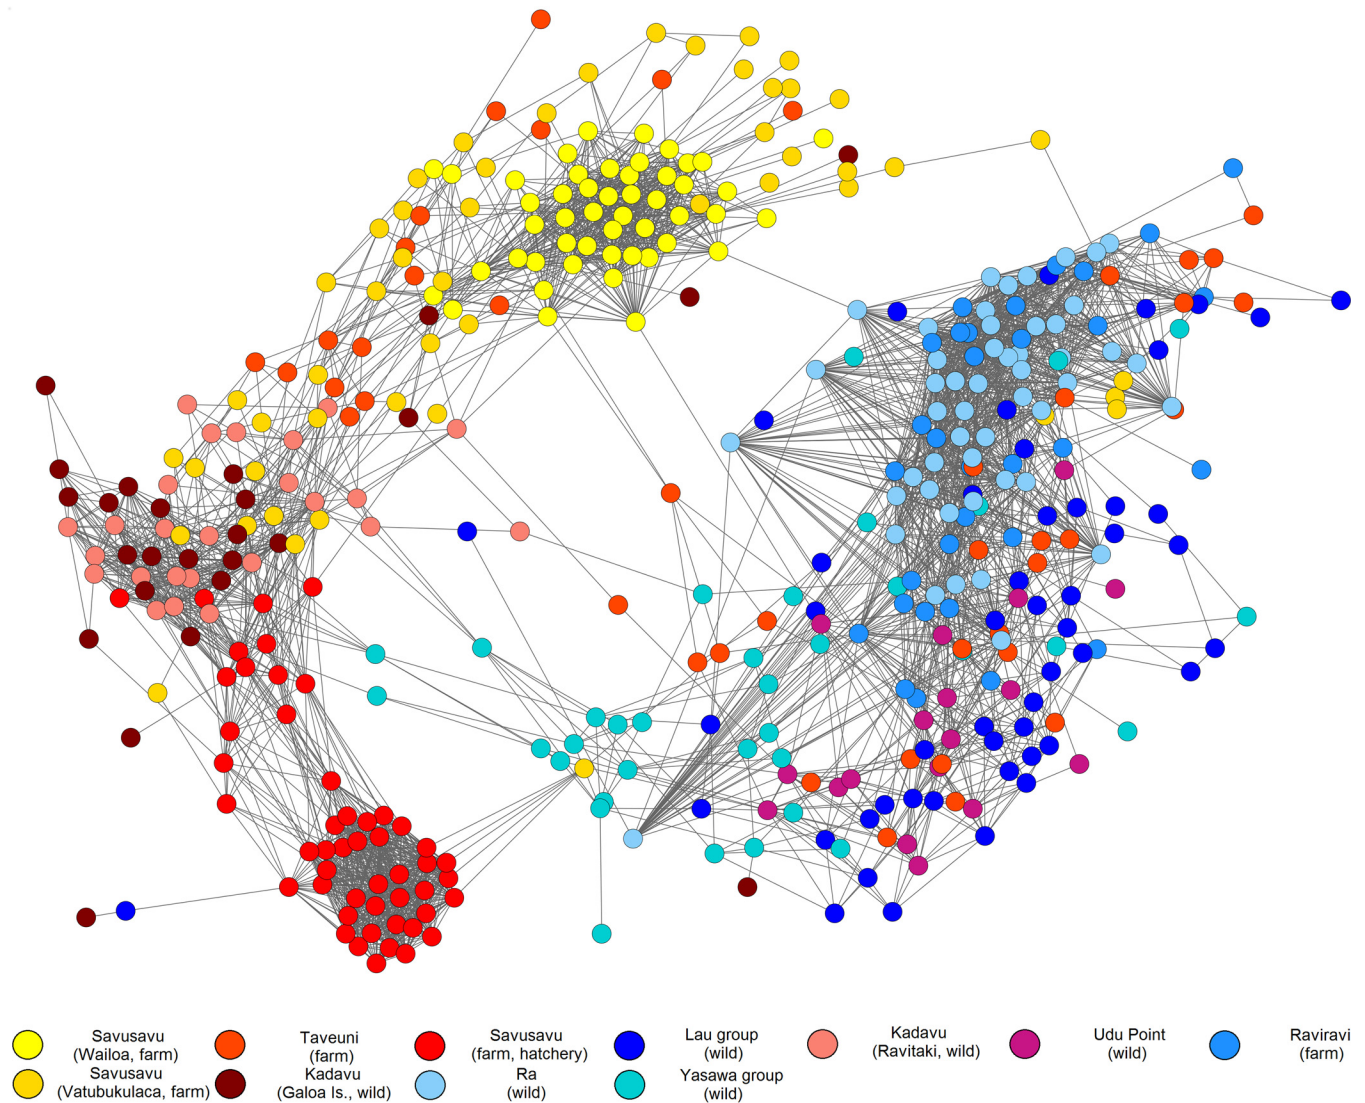 Savusavu
(Wailoa, farm)
Taveuni
(farm)
Savusavu
(farm, hatchery)
Lau group
(wild)
Kadavu
(Ravitaki, wild)
Udu Point
(wild)
Raviravi
(farm)
Savusavu
(Vatubukulaca, farm)
Kadavu
(Galoa Is., wild)
Ra
(wild)
Yasawa group
(wild)